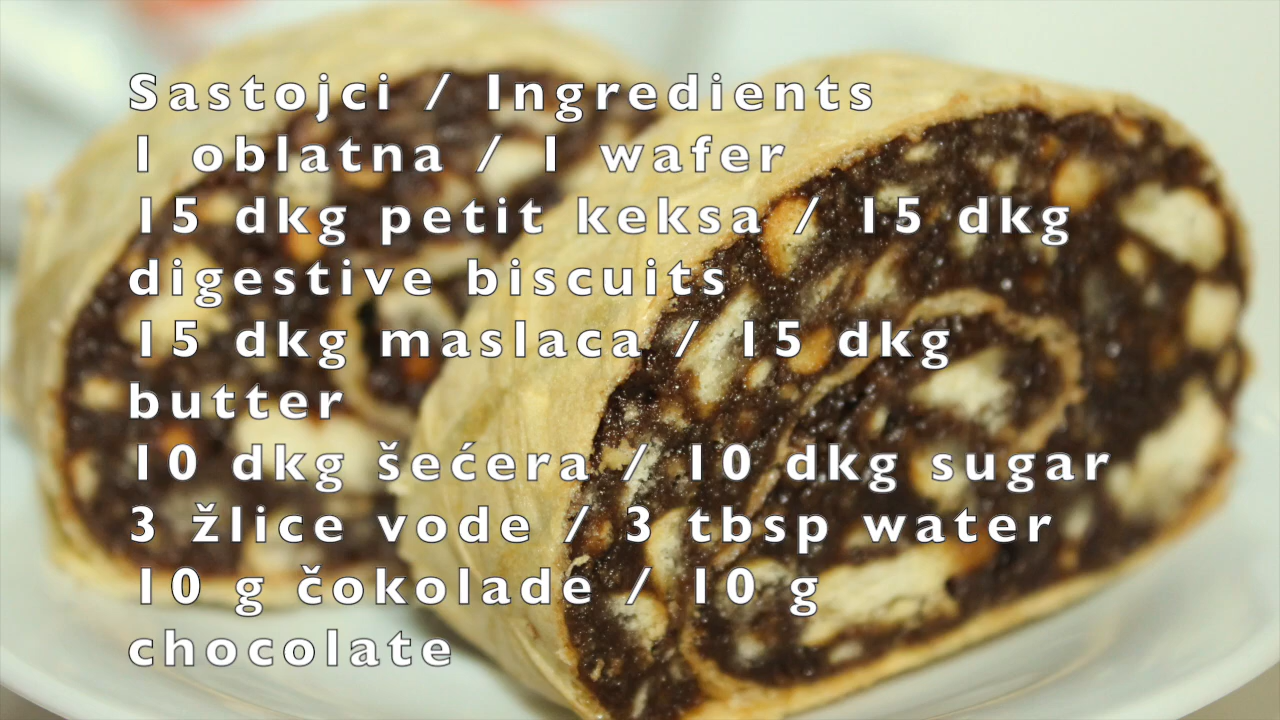 Sastojci / Ingredients
1 oblatna / 1 wafer
15 dkg petit keksa / 15 dkg
digestive biscuits
15 dkg maslaca / 15 dkg
butter
10 dkg šećera / 10 dkg sugar
3 žlice vode / 3 tbsp water
10 g čokolade / 10 g
chocolate